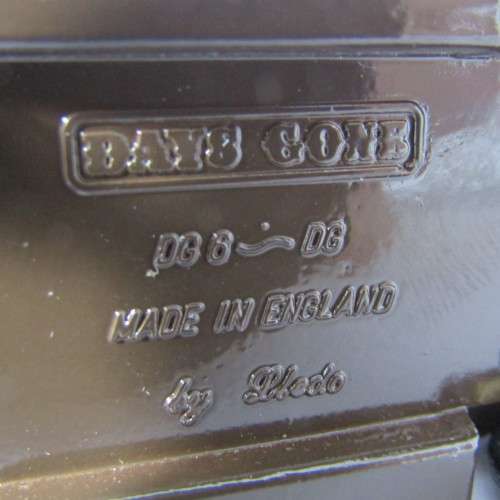 DAYS GONE
DG 6 DG
MADE IN ENGLAND
by Lledo